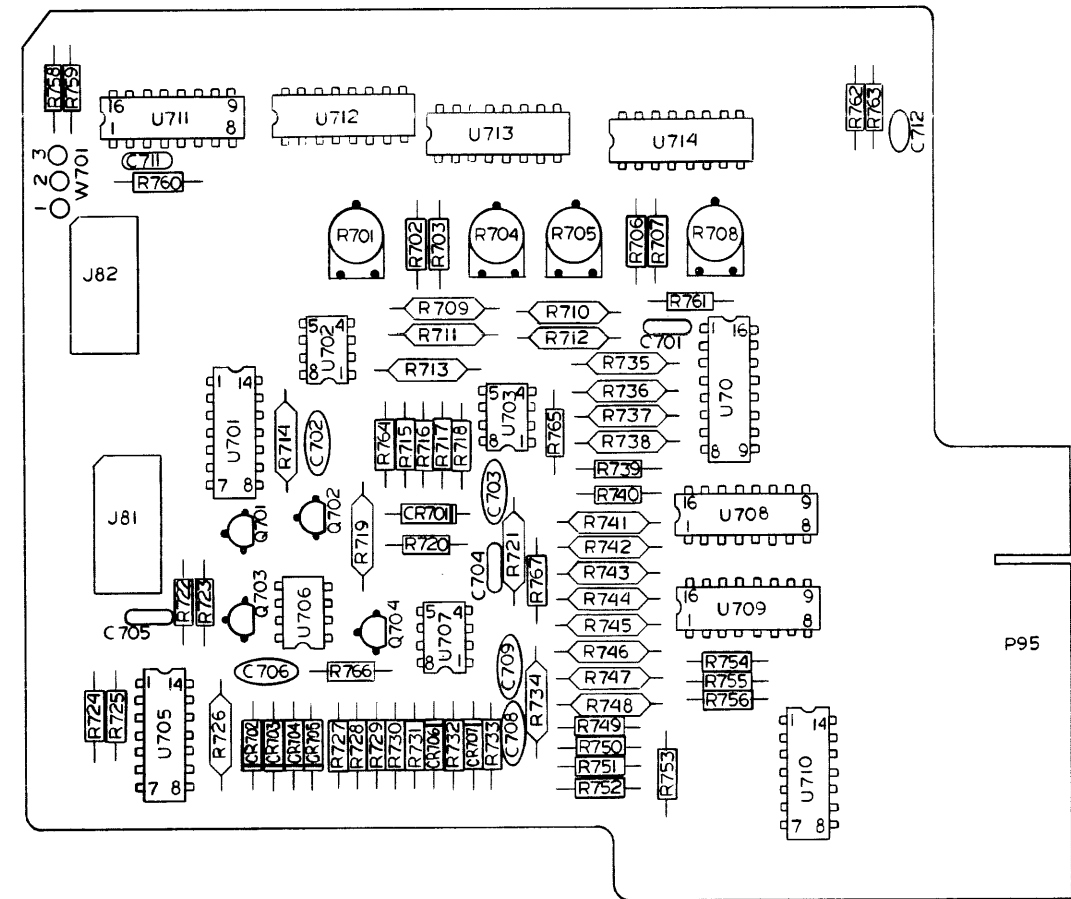 R758
R759
16 9
U711
1 8
U712
U713
U714
R762
R763
C712
1 2 3
W701
C711
R760
J82
R701
R702
R703
R704
R705
R706
R707
R708
R709
R710
R761
R711
R712
C701
5 4
U702
8 1
R713
R735
1 16
U70
8 9
R736
R737
R738
1 14
U701
7 8
R714
C702
R764
R715
R716
R717
R718
5 4
U703
8 1
R765
R739
R740
C703
J81
Q701
Q702
R719
CR701
R720
R721
C704
R767
R741
R742
R743
R744
R745
R746
R747
R748
16 9
U708
1 8
16 9
U709
1 8
P95
R722
R723
C705
Q703
U706
Q704
5 4
U707
8 1
C706
R766
C709
R734
C708
R754
R755
R756
R724
R725
1 14
U705
7 8
R726
CR702
CR703
CR704
CR705
R727
R728
R729
R730
R731
CR706
R732
CR707
R733
R749
R750
R751
R752
R753
1 14
U710
7 8